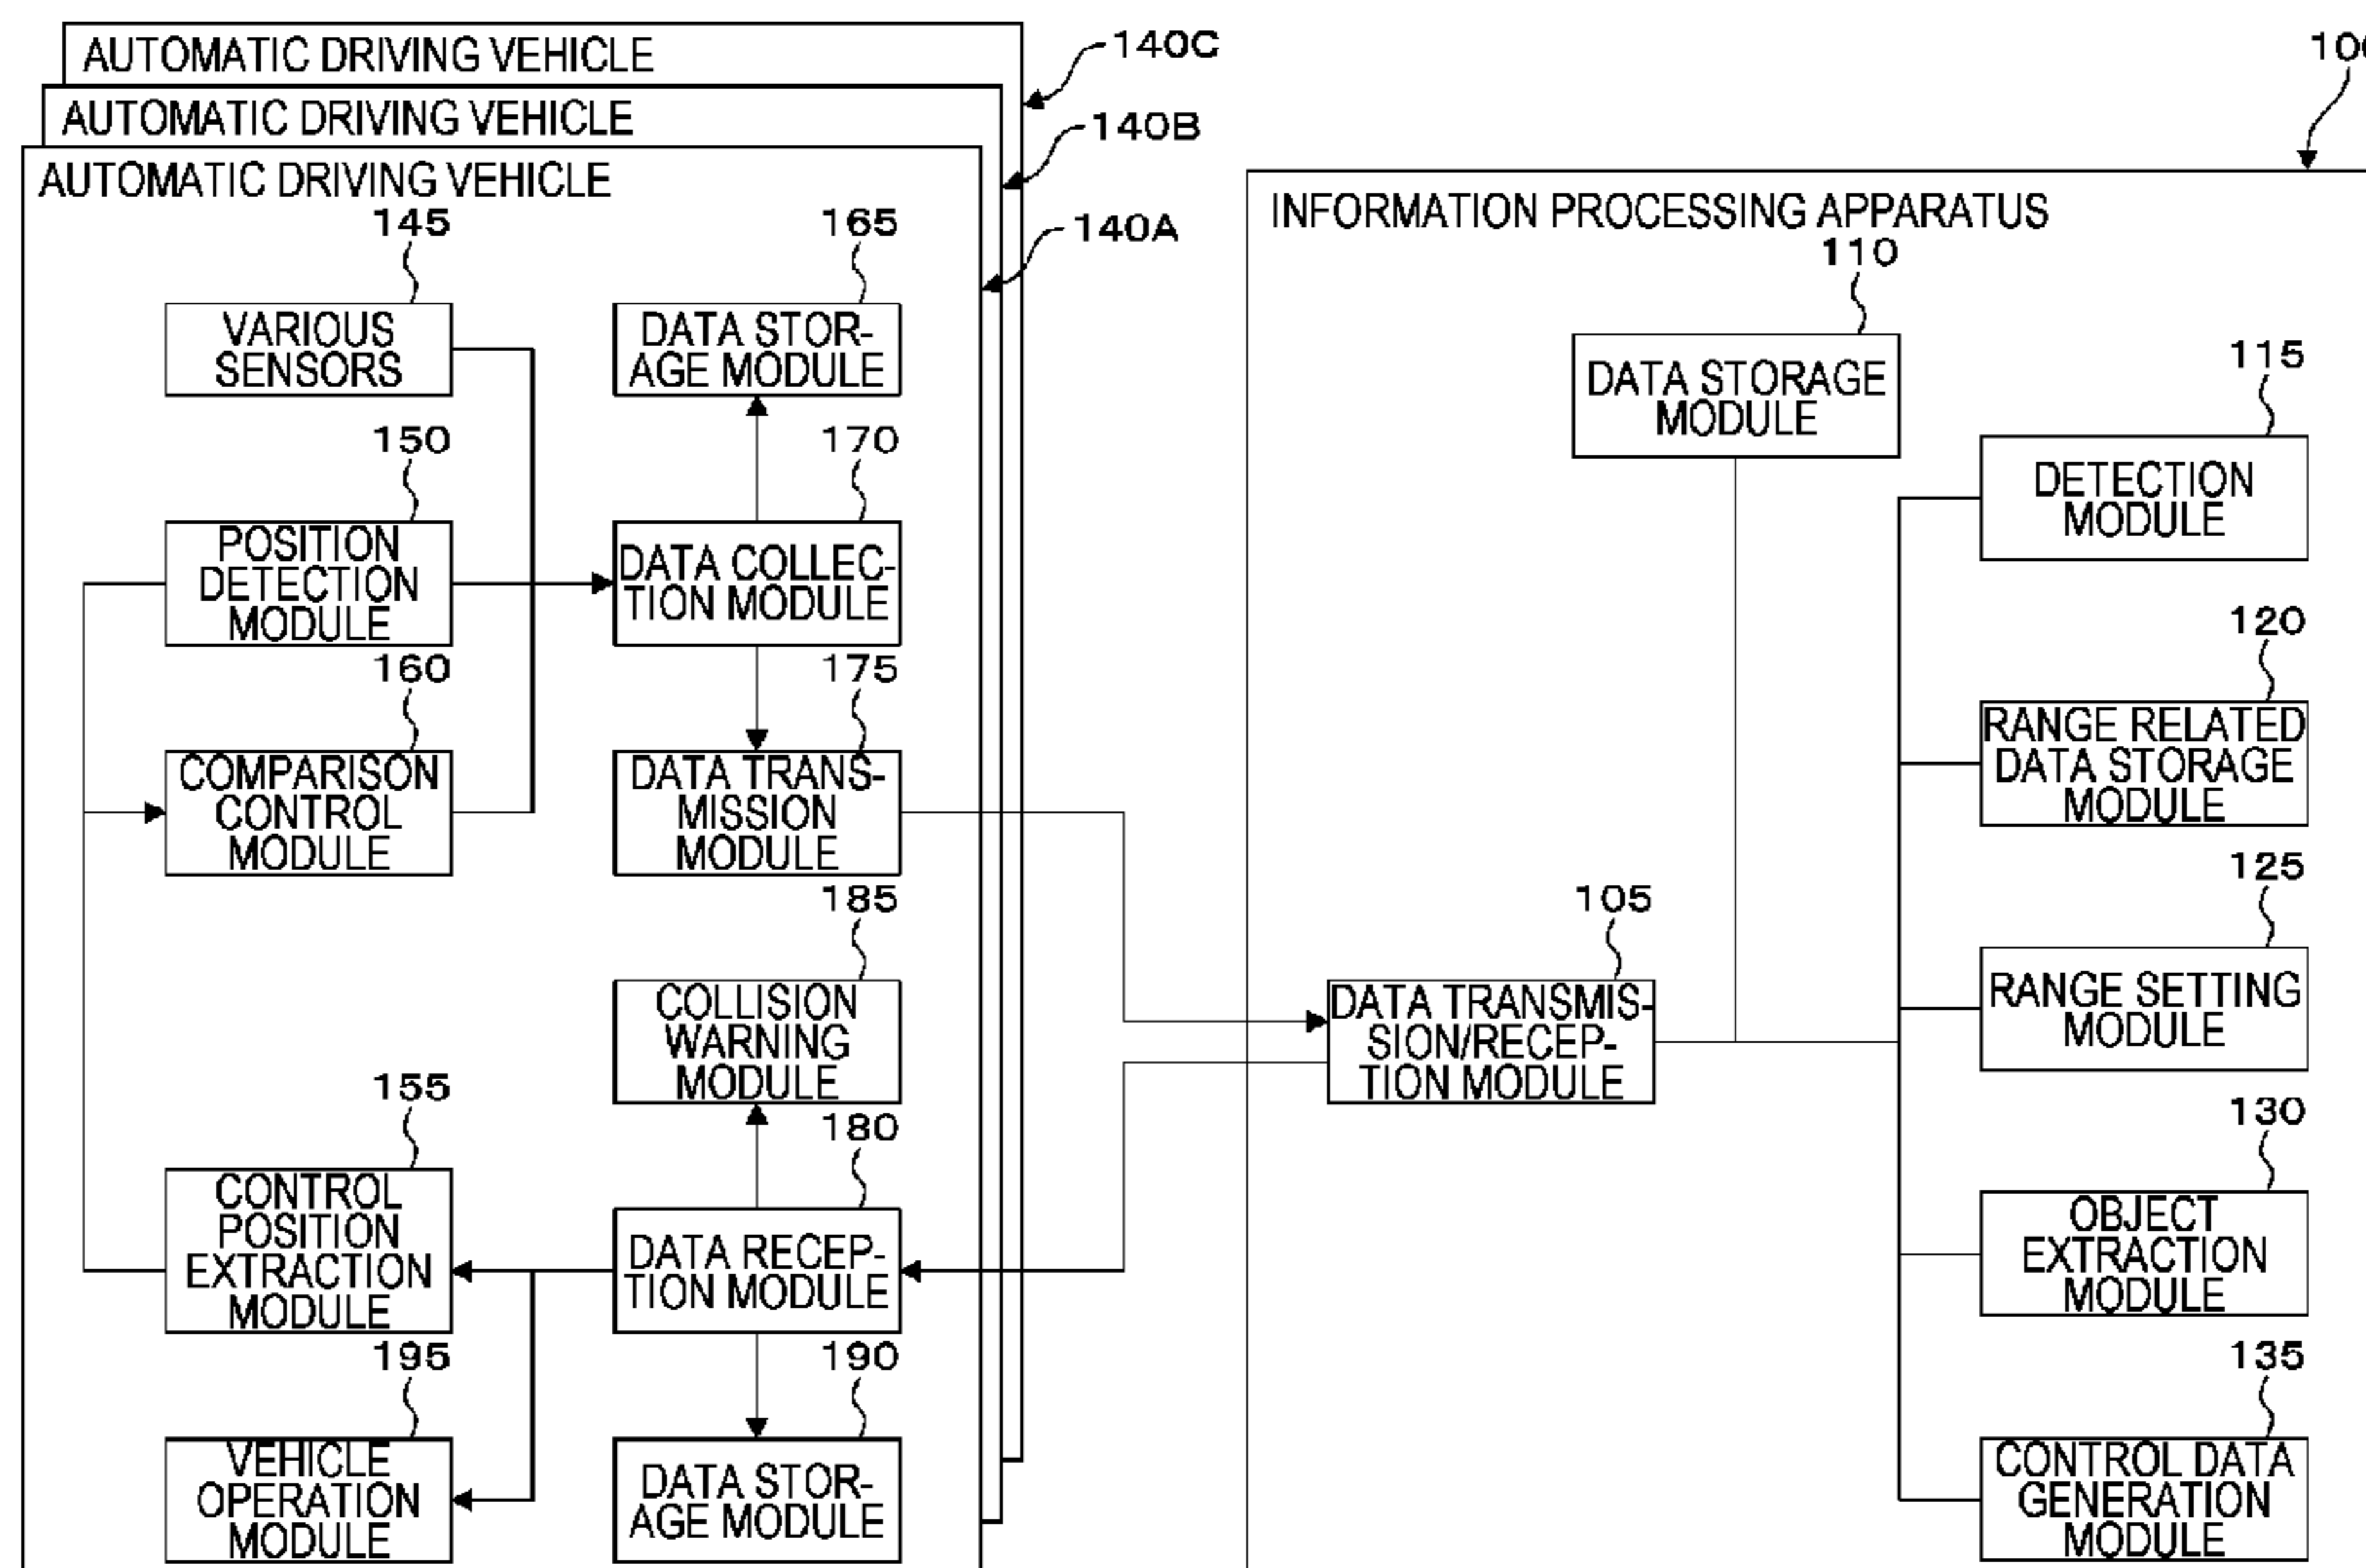 AUTOMATIC DRIVING VEHICLE
140C
AUTOMATIC DRIVING VEHICLE
140B
AUTOMATIC DRIVING VEHICLE
140A
145
VARIOUS
SENSORS
165
DATA STOR-
AGE MODULE
150
POSITION
DETECTION
MODULE
170
DATA COLLEC-
TION MODULE
160
COMPARISON
CONTROL
MODULE
175
DATA TRANS-
MISSION
MODULE
185
COLLISION
WARNING
MODULE
155
CONTROL
POSITION
EXTRACTION
MODULE
180
DATA RECEP-
TION MODULE
195
VEHICLE
OPERATION
MODULE
190
DATA STOR-
AGE MODULE
INFORMATION PROCESSING APPARATUS
110
DATA STORAGE
MODULE
105
DATA TRANSMIS-
SION/RECEP-
TION MODULE
115
DETECTION
MODULE
120
RANGE RELATED
DATA STORAGE
MODULE
125
RANGE SETTING
MODULE
130
OBJECT
EXTRACTION
MODULE
135
CONTROL DATA
GENERATION
MODULE